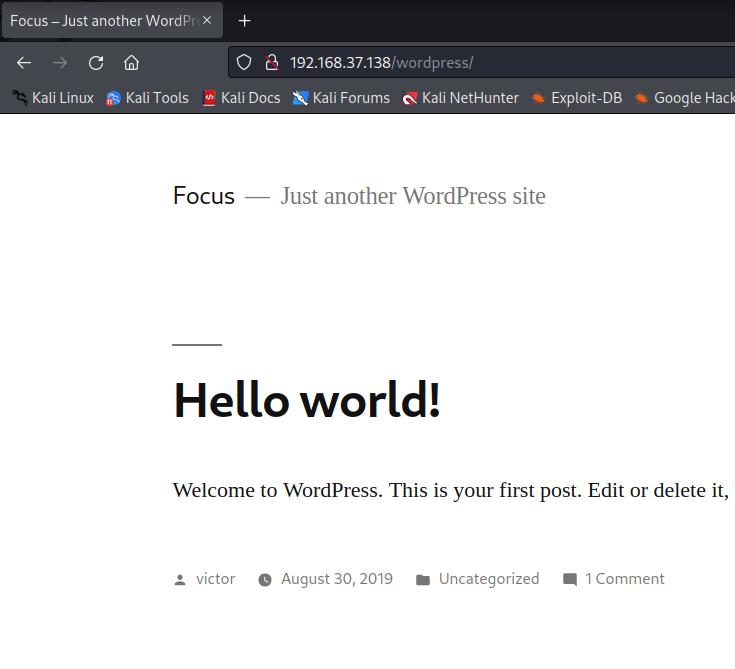 Focus – Just another WordPr
192.168.37.138/wordpress/
Kali Linux Kali Tools Kali Docs Kali Forums Kali NetHunter Exploit-DB Google Hack
Focus — Just another WordPress site
Hello world!
Welcome to WordPress. This is your first post. Edit or delete it,
victor August 30, 2019 Uncategorized 1 Comment